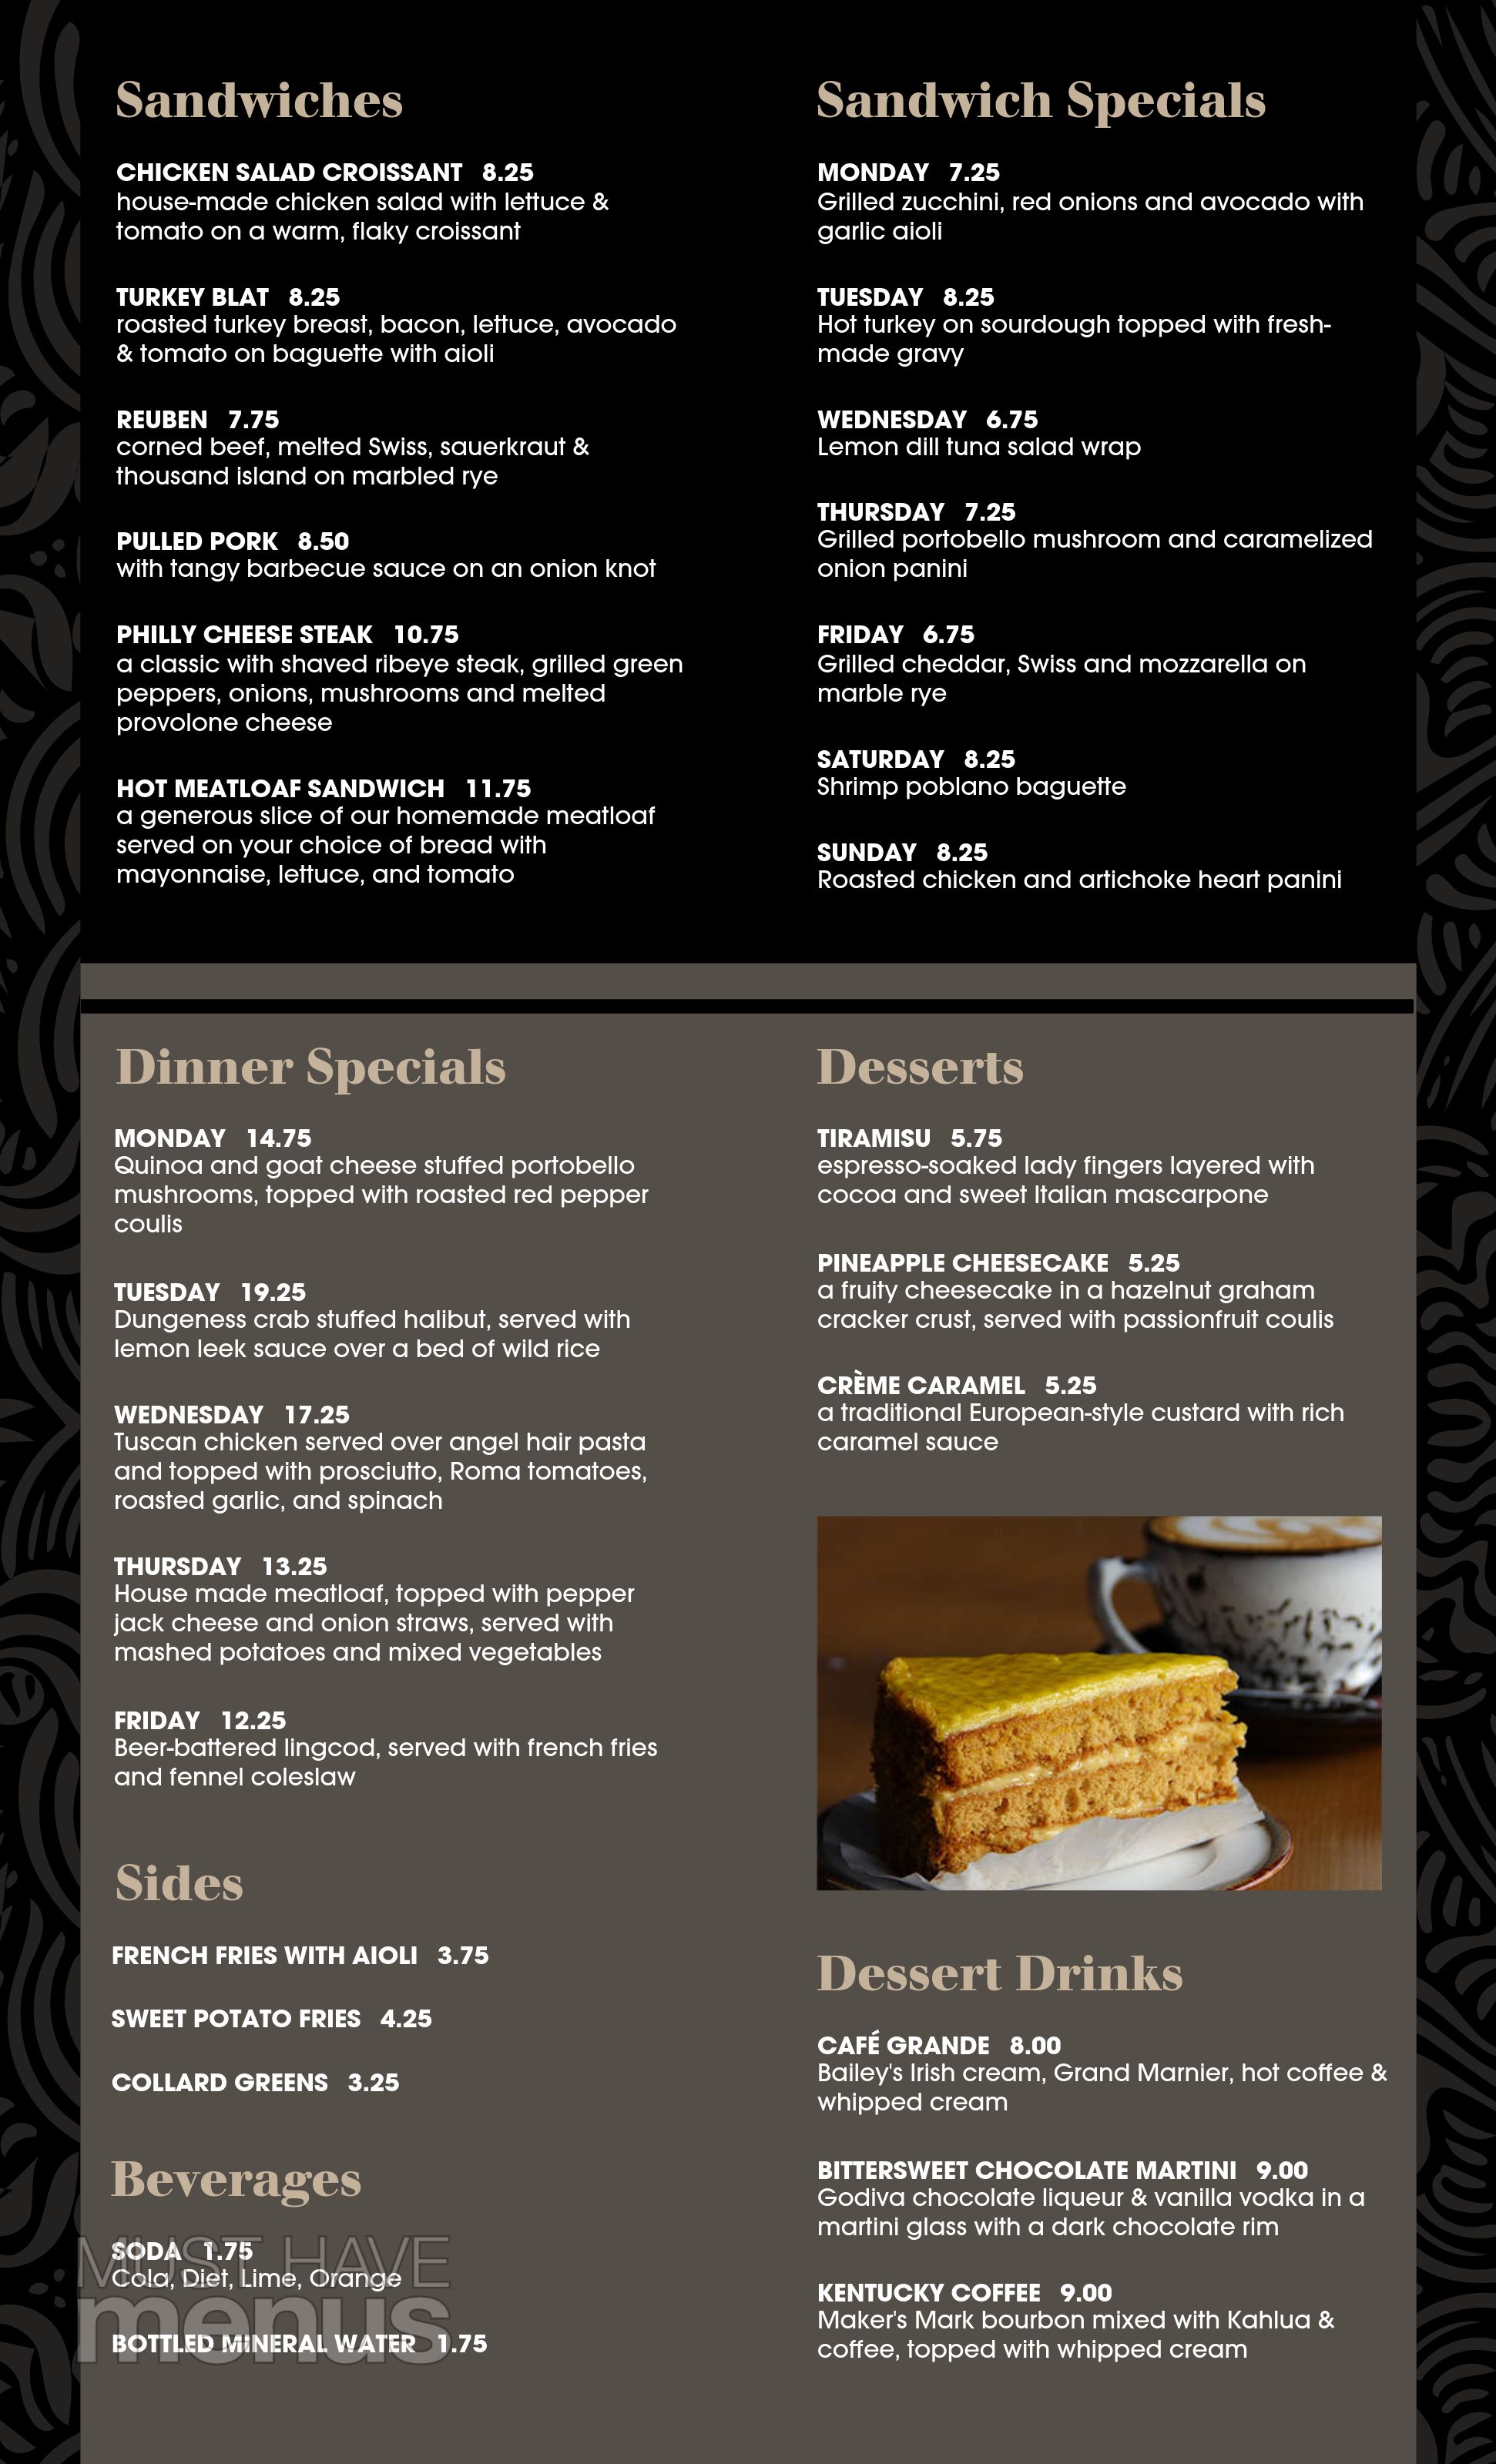 Sandwiches
CHICKEN SALAD CROISSANT 8.25
house-made chicken salad with lettuce &
tomato on a warm, flaky croissant
TURKEY BLAT 8.25
roasted turkey breast, bacon, lettuce, avocado
& tomato on baguette with aioli
REUBEN 7.75
corned beef, melted Swiss, sauerkraut &
thousand island on marbled rye
PULLED PORK 8.50
with tangy barbecue sauce on an onion knot
PHILLY CHEESE STEAK 10.75
a classic with shaved ribeye steak, grilled green
peppers, onions, mushrooms and melted
provolone cheese
HOT MEATLOAF SANDWICH 11.75
a generous slice of our homemade meatloaf
served on your choice of bread with
mayonnaise, lettuce, and tomato
Sandwich Specials
MONDAY 7.25
Grilled zucchini, red onions and avocado with
garlic aioli
TUESDAY 8.25
Hot turkey on sourdough topped with fresh-
made gravy
WEDNESDAY 6.75
Lemon dill tuna salad wrap
THURSDAY 7.25
Grilled portobello mushroom and caramelized
onion panini
FRIDAY 6.75
Grilled cheddar, Swiss and mozzarella on
marble rye
SATURDAY 8.25
Shrimp poblano baguette
SUNDAY 8.25
Roasted chicken and artichoke heart panini
Dinner Specials
MONDAY 14.75
Quinoa and goat cheese stuffed portobello
mushrooms, topped with roasted red pepper
coulis
TUESDAY 19.25
Dungeness crab stuffed halibut, served with
lemon leek sauce over a bed of wild rice
WEDNESDAY 17.25
Tuscan chicken served over angel hair pasta
and topped with prosciutto, Roma tomatoes,
roasted garlic, and spinach
THURSDAY 13.25
House made meatloaf, topped with pepper
jack cheese and onion straws, served with
mashed potatoes and mixed vegetables
FRIDAY 12.25
Beer-battered lingcod, served with french fries
and fennel coleslaw
Sides
FRENCH FRIES WITH AIOLI 3.75
SWEET POTATO FRIES 4.25
COLLARD GREENS 3.25
Beverages
SODA 1.75
Cola, Diet, Lime, Orange
BOTTLED MINERAL WATER 1.75
MUST HAVE
menus
Desserts
TIRAMISU 5.75
espresso-soaked lady fingers layered with
cocoa and sweet Italian mascarpone
PINEAPPLE CHEESECAKE 5.25
a fruity cheesecake in a hazelnut graham
cracker crust, served with passionfruit coulis
CRÈME CARAMEL 5.25
a traditional European-style custard with rich
caramel sauce
Dessert Drinks
CAFÉ GRANDE 8.00
Bailey's Irish cream, Grand Marnier, hot coffee &
whipped cream
BITTERSWEET CHOCOLATE MARTINI 9.00
Godiva chocolate liqueur & vanilla vodka in a
martini glass with a dark chocolate rim
KENTUCKY COFFEE 9.00
Maker's Mark bourbon mixed with Kahlua &
coffee, topped with whipped cream